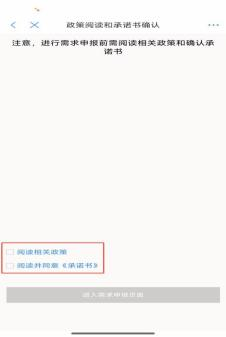 政策阅读和承诺书确认
注意，进行需求申报前需阅读相关政策和确认承
诺书
阅读相关政策
阅读并同意《承诺书》
进入需求申报页面